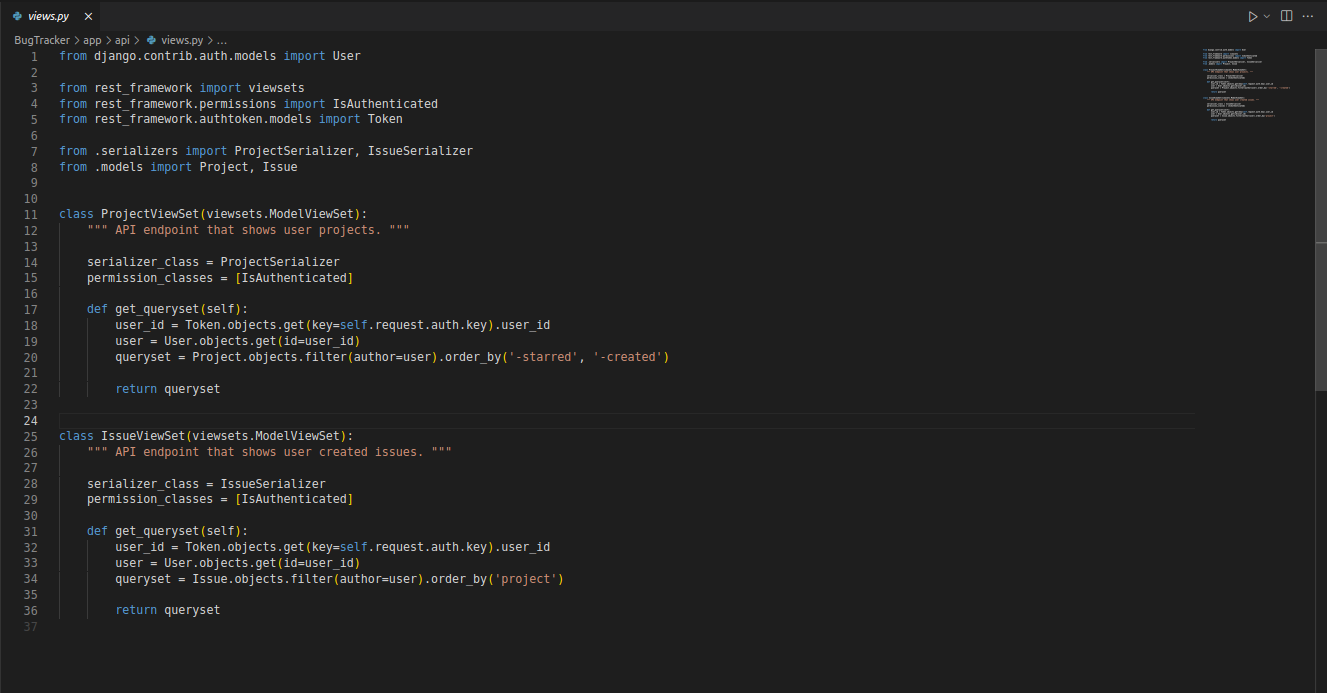 views.py
BugTracker > app > api > views.py > ...
1 from django.contrib.auth.models import User
2
3 from rest_framework import viewsets
4 from rest_framework.permissions import IsAuthenticated
5 from rest_framework.authtoken.models import Token
6
7 from .serializers import ProjectSerializer, IssueSerializer
8 from .models import Project, Issue
9
10
11 class ProjectViewSet(viewsets.ModelViewSet):
12     """ API endpoint that shows user projects. """
13
14     serializer_class = ProjectSerializer
15     permission_classes = [IsAuthenticated]
16
17     def get_queryset(self):
18         user_id = Token.objects.get(key=self.request.auth.key).user_id
19         user = User.objects.get(id=user_id)
20         queryset = Project.objects.filter(author=user).order_by('-starred', '-created')
21
22         return queryset
23
24
25 class IssueViewSet(viewsets.ModelViewSet):
26     """ API endpoint that shows user created issues. """
27
28     serializer_class = IssueSerializer
29     permission_classes = [IsAuthenticated]
30
31     def get_queryset(self):
32         user_id = Token.objects.get(key=self.request.auth.key).user_id
33         user = User.objects.get(id=user_id)
34         queryset = Issue.objects.filter(author=user).order_by('project')
35
36         return queryset
37